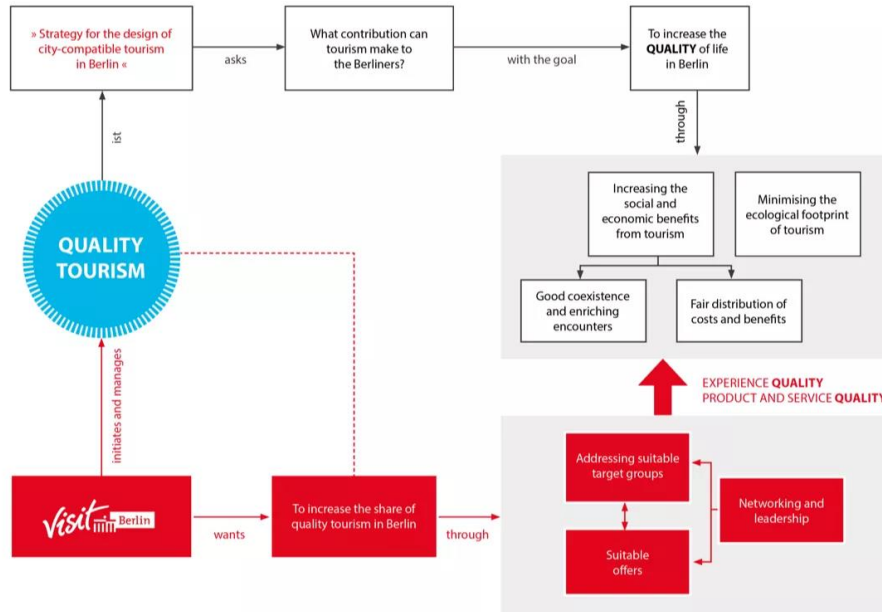 » Strategy for the design of
city-compatible tourism
in Berlin «
asks
What contribution can
tourism make to
the Berliners?
with the goal
To increase the
QUALITY of life
in Berlin
through
ist
QUALITY
TOURISM
Increasing the
social and
economic benefits
from tourism
Minimising the
ecological footprint
of tourism
Good coexistence
and enriching
encounters
Fair distribution of
costs and benefits
initiates and manages
EXPERIENCE QUALITY
PRODUCT AND SERVICE QUALITY
visit Berlin
wants
To increase the share of
quality tourism in Berlin
through
Addressing suitable
target groups
Networking and
leadership
Suitable
offers